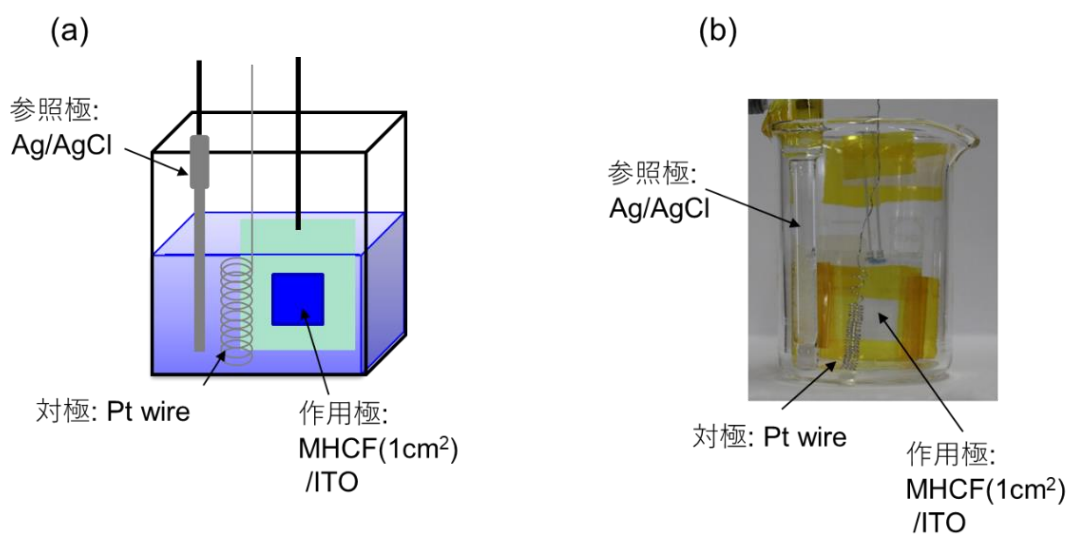 (a)
参照極:
Ag/AgCl
対極: Pt wire
作用極:
MHCF(1cm²)
/ITO
(b)
参照極:
Ag/AgCl
対極: Pt wire
作用極:
MHCF(1cm²)
/ITO